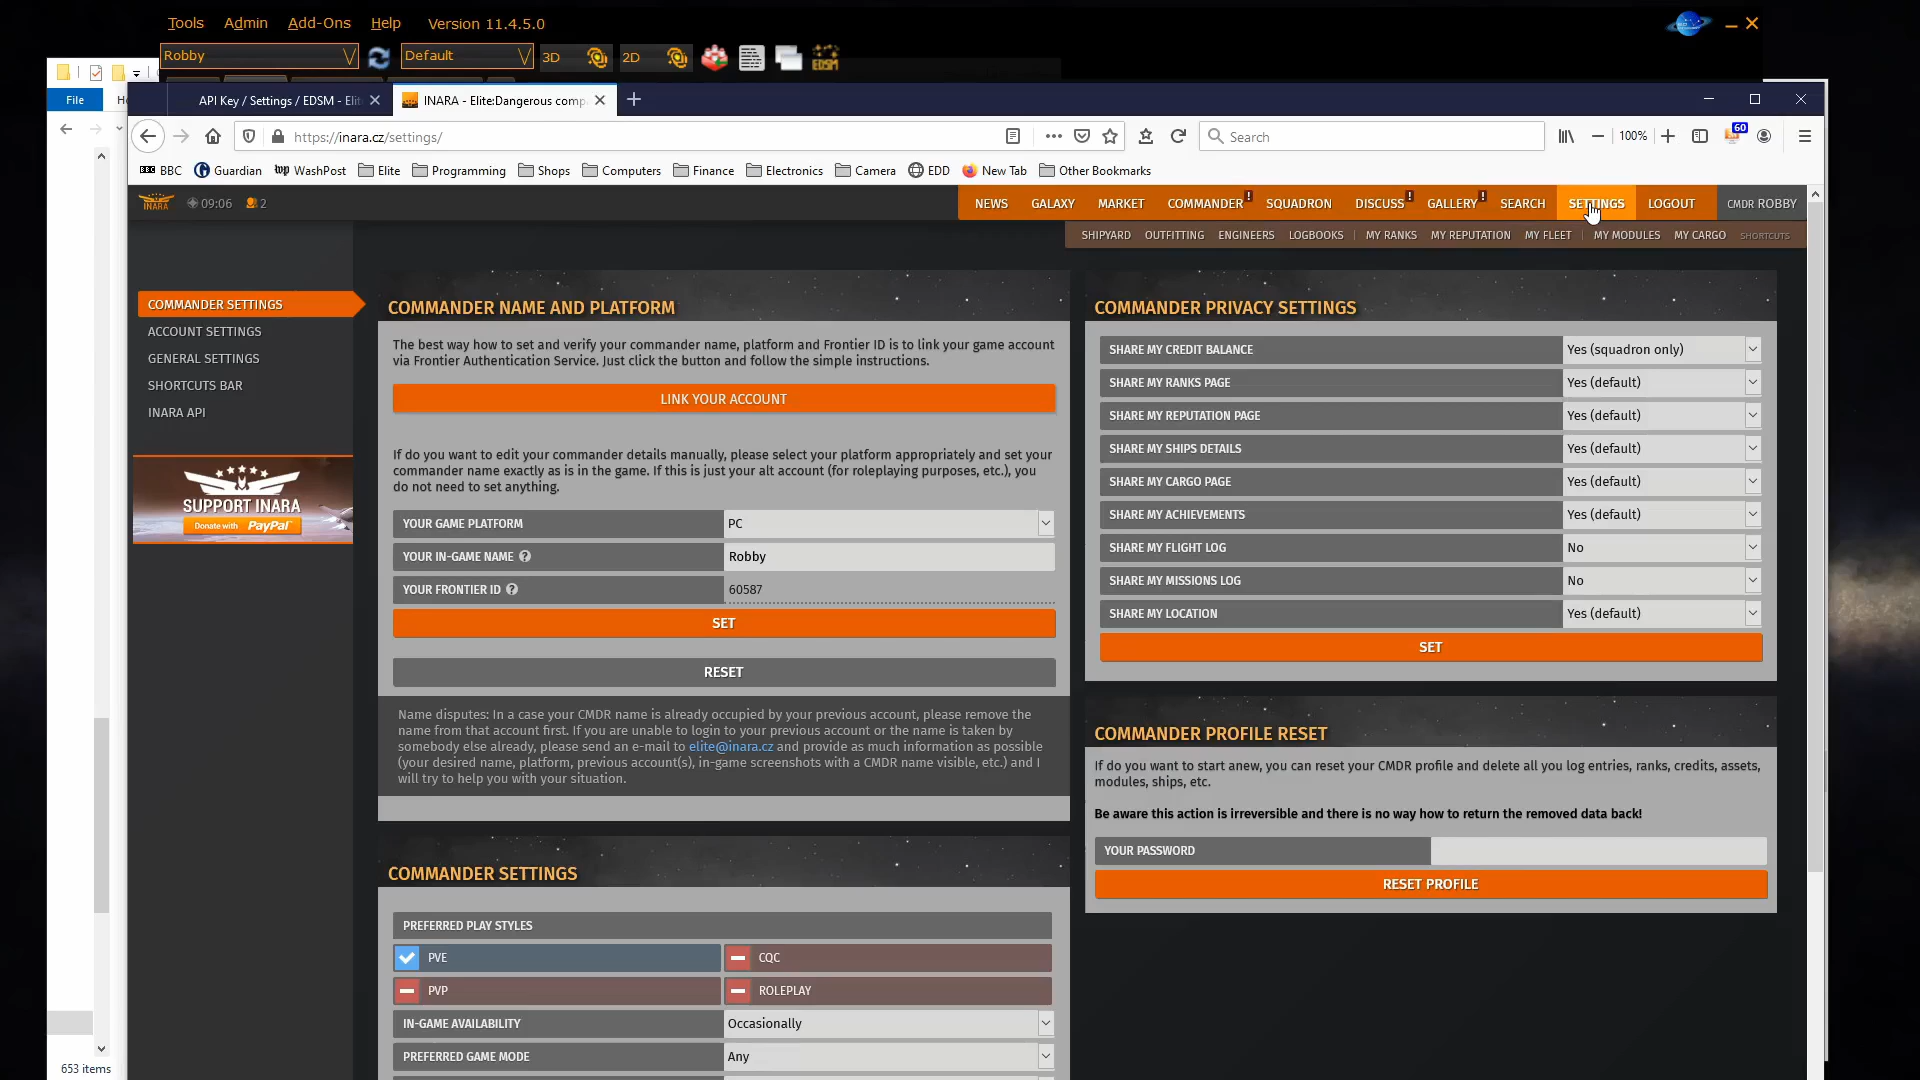 Tools Admin Add-Ons Help Version 11.4.5.0
Robby Default 3D 2D EDSM
File
API Key / Settings / EDSM - Elit
INARA - Elite:Dangerous comp
https://inara.cz/settings/
Search
100%
60
BBC Guardian WashPost Elite Programming Shops Computers Finance Electronics Camera EDD New Tab Other Bookmarks
INARA 09:06 2
NEWS GALAXY MARKET COMMANDER ! SQUADRON DISCUSS ! GALLERY ! SEARCH SETTINGS LOGOUT CMDR ROBBY
SHIPYARD OUTFITTING ENGINEERS LOGBOOKS MY RANKS MY REPUTATION MY FLEET MY MODULES MY CARGO SHORTCUTS
COMMANDER SETTINGS
ACCOUNT SETTINGS
GENERAL SETTINGS
SHORTCUTS BAR
INARA API
SUPPORT INARA
Donate with PayPal
COMMANDER NAME AND PLATFORM
The best way how to set and verify your commander name, platform and Frontier ID is to link your game account
via Frontier Authentication Service. Just click the button and follow the simple instructions.
LINK YOUR ACCOUNT
If do you want to edit your commander details manually, please select your platform appropriately and set your
commander name exactly as is in the game. If this is just your alt account (for roleplaying purposes, etc.), you
do not need to set anything.
YOUR GAME PLATFORM PC
YOUR IN-GAME NAME ? Robby
YOUR FRONTIER ID ? 60587
SET
RESET
Name disputes: In a case your CMDR name is already occupied by your previous account, please remove the
name from that account first. If you are unable to login to your previous account or the name is taken by
somebody else already, please send an e-mail to elite@inara.cz and provide as much information as possible
(your desired name, platform, previous account(s), in-game screenshots with a CMDR name visible, etc.) and I
will try to help you with your situation.
COMMANDER SETTINGS
PREFERRED PLAY STYLES
PVE CQC
PVP ROLEPLAY
IN-GAME AVAILABILITY Occasionally
PREFERRED GAME MODE Any
COMMANDER PRIVACY SETTINGS
SHARE MY CREDIT BALANCE Yes (squadron only)
SHARE MY RANKS PAGE Yes (default)
SHARE MY REPUTATION PAGE Yes (default)
SHARE MY SHIPS DETAILS Yes (default)
SHARE MY CARGO PAGE Yes (default)
SHARE MY ACHIEVEMENTS Yes (default)
SHARE MY FLIGHT LOG No
SHARE MY MISSIONS LOG No
SHARE MY LOCATION Yes (default)
SET
COMMANDER PROFILE RESET
If do you want to start anew, you can reset your CMDR profile and delete all you log entries, ranks, credits, assets,
modules, ships, etc.
Be aware this action is irreversible and there is no way how to return the removed data back!
YOUR PASSWORD
RESET PROFILE
653 items